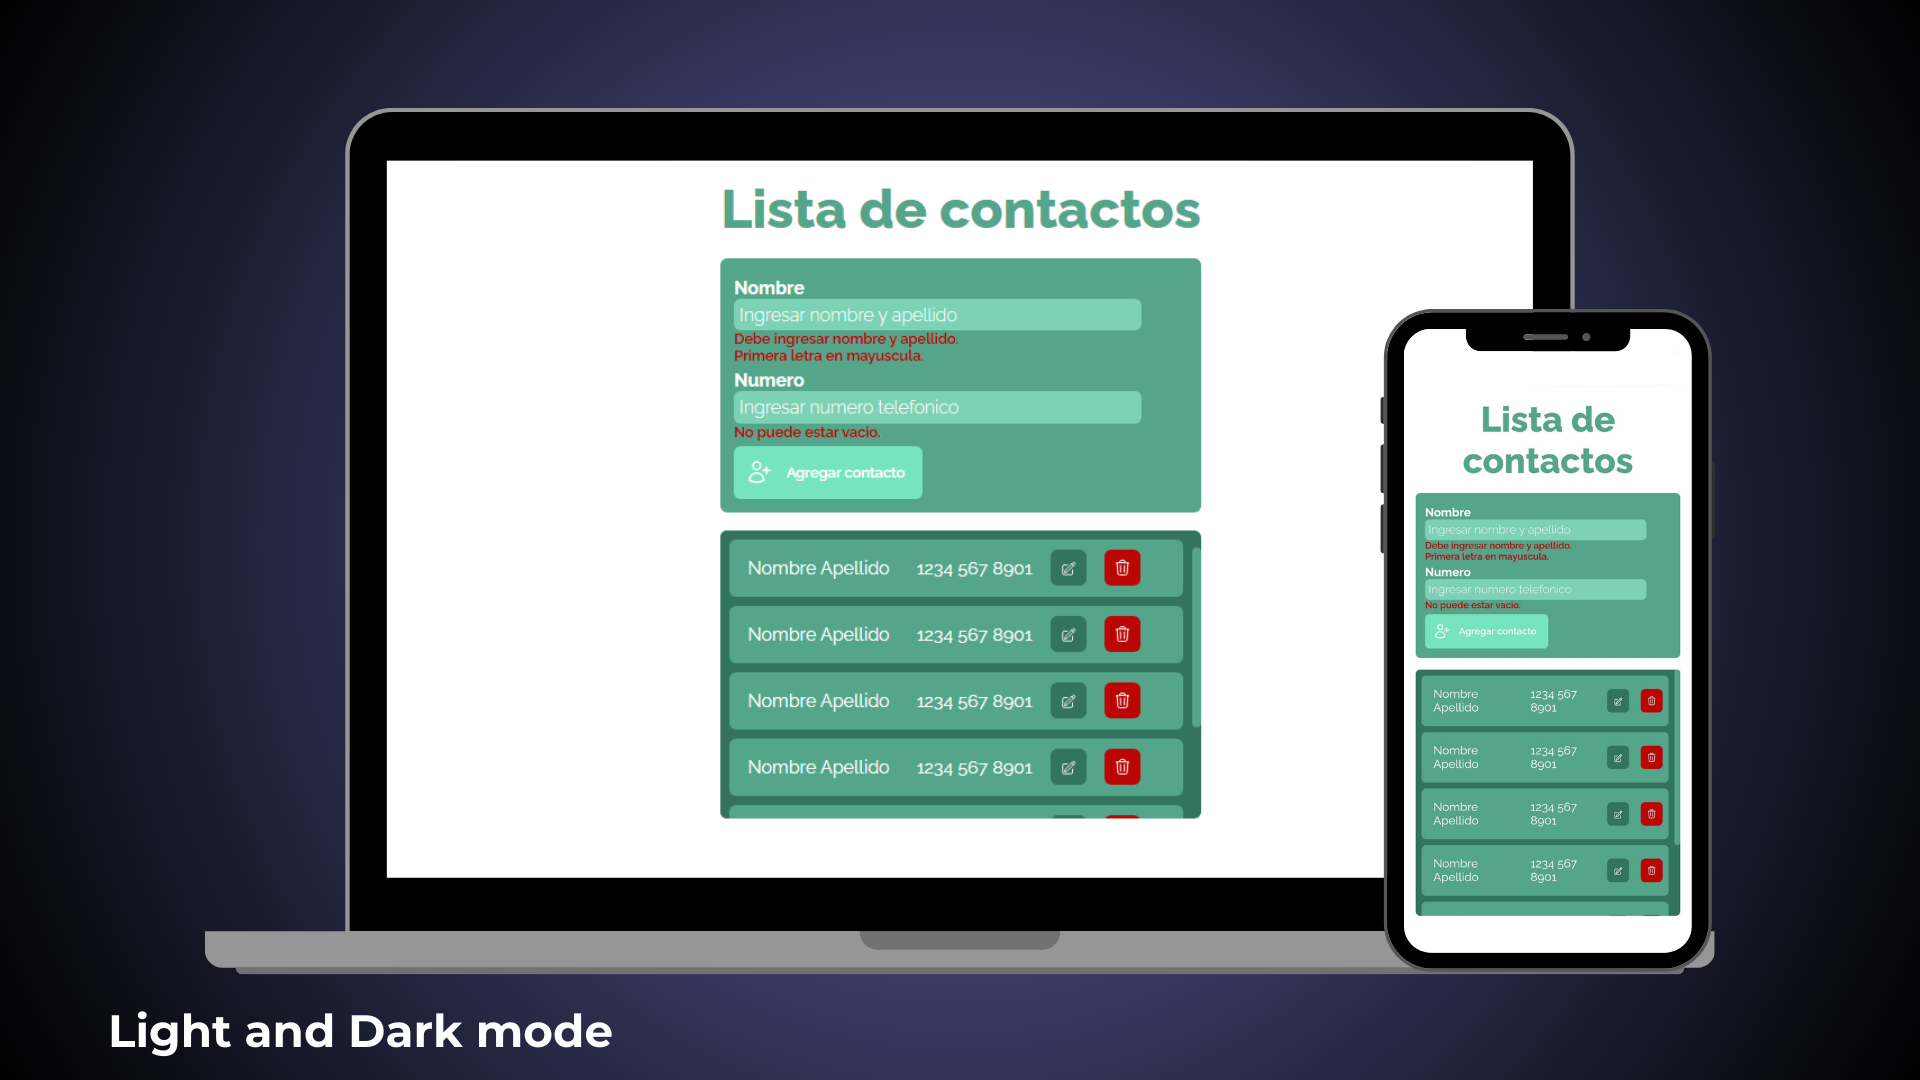 Lista de contactos
Nombre
Ingresar nombre y apellido
Debe ingresar nombre y apellido.
Primera letra en mayuscula.
Numero
Ingresar numero telefonico
No puede estar vacio.
Agregar contacto
Nombre Apellido 1234 567 8901
Nombre Apellido 1234 567 8901
Nombre Apellido 1234 567 8901
Nombre Apellido 1234 567 8901
Lista de
contactos
Nombre
Ingresar nombre y apellido
Debe ingresar nombre y apellido.
Primera letra en mayuscula.
Numero
Ingresar numero telefonico
No puede estar vacio.
Agregar contacto
Nombre 1234 567
Apellido 8901
Nombre 1234 567
Apellido 8901
Nombre 1234 567
Apellido 8901
Nombre 1234 567
Apellido 8901
Light and Dark mode